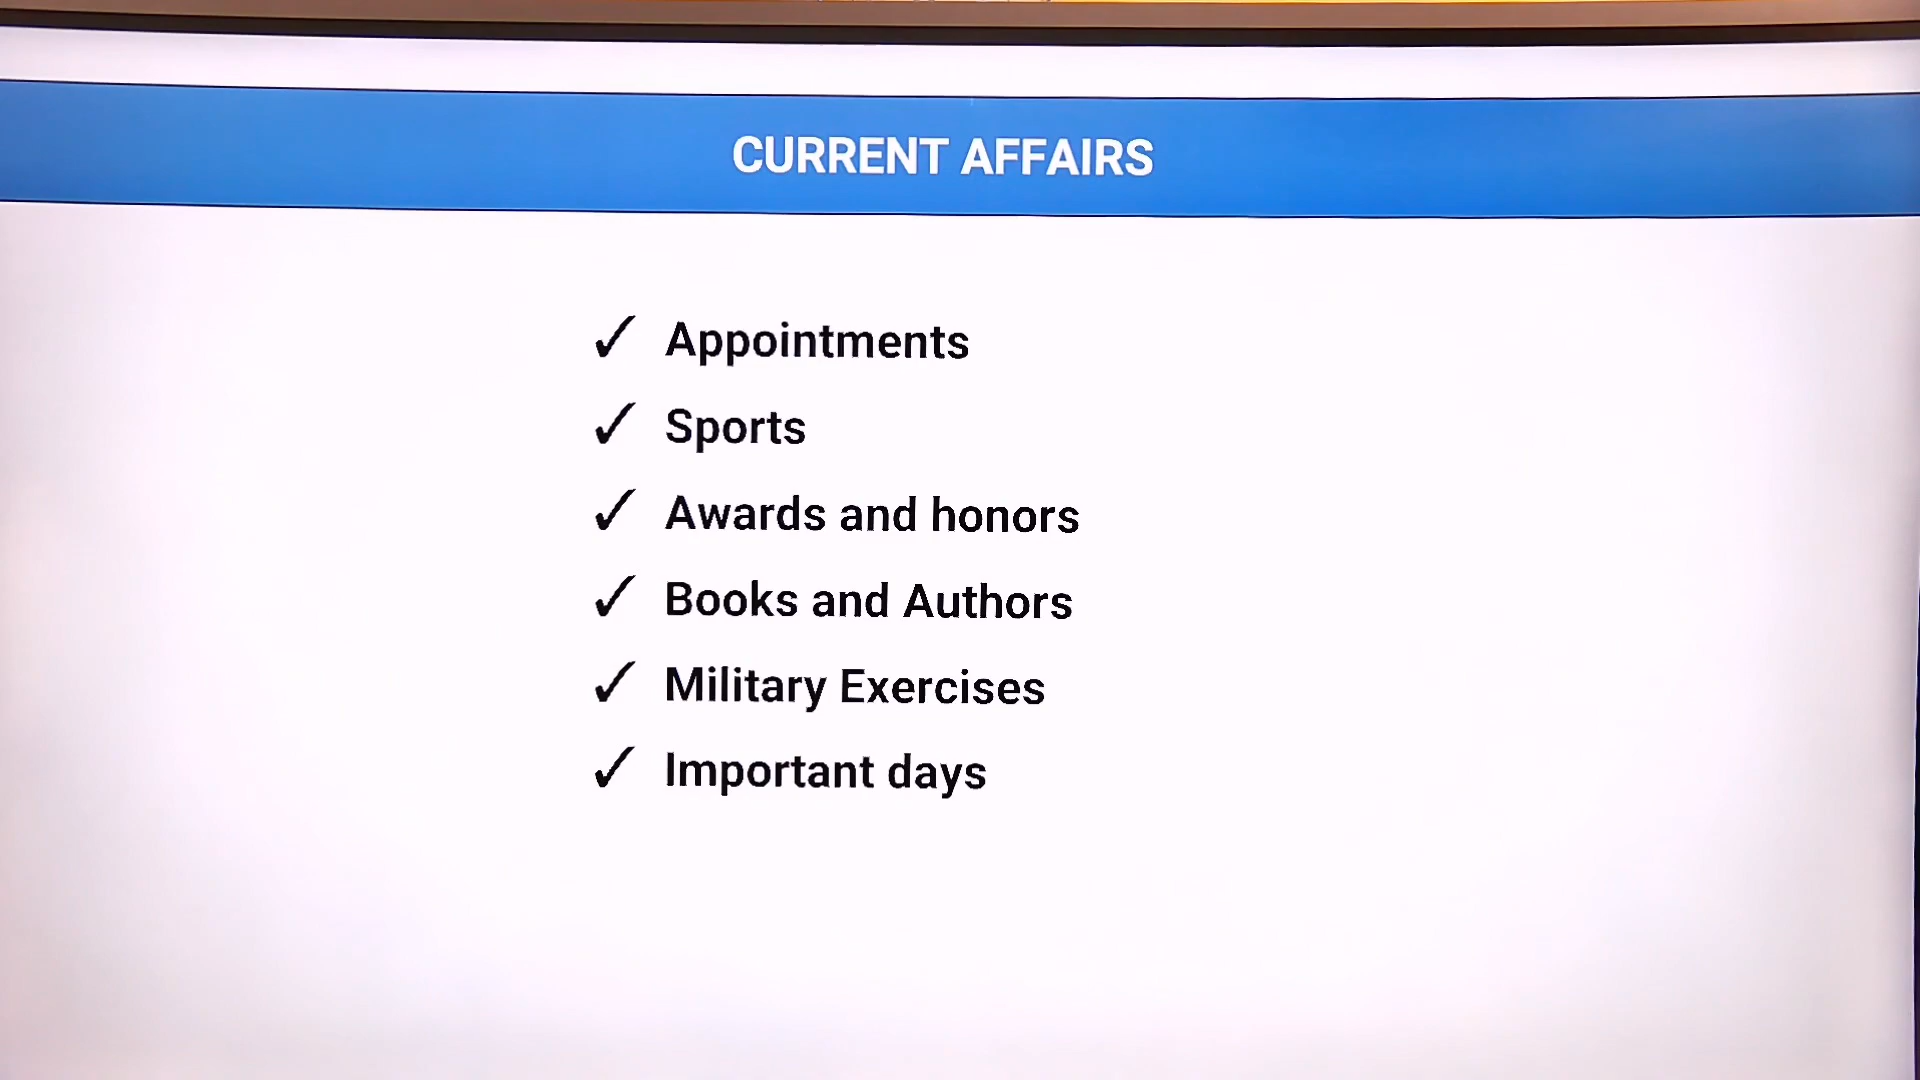 CURRENT AFFAIRS
✓ Appointments
✓ Sports
✓ Awards and honors
✓ Books and Authors
✓ Military Exercises
✓ Important days